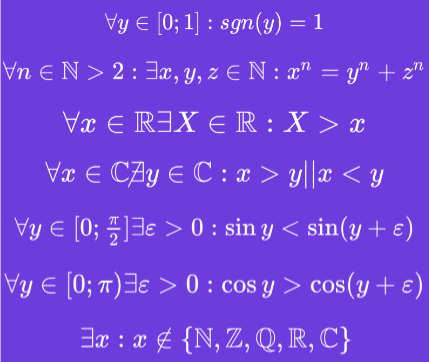 ∀y ∈ [0; 1] : sgn(y) = 1
∀n ∈ ℕ > 2 : ∃x, y, z ∈ ℕ : xⁿ = yⁿ + zⁿ
∀x ∈ ℝ∃X ∈ ℝ : X > x
∀x ∈ ℂ∄y ∈ ℂ : x > y||x < y
∀y ∈ [0; π/2]∃ε > 0 : sin y < sin(y + ε)
∀y ∈ [0; π)∃ε > 0 : cos y > cos(y + ε)
∃x : x ∉ {ℕ, ℤ, ℚ, ℝ, ℂ}